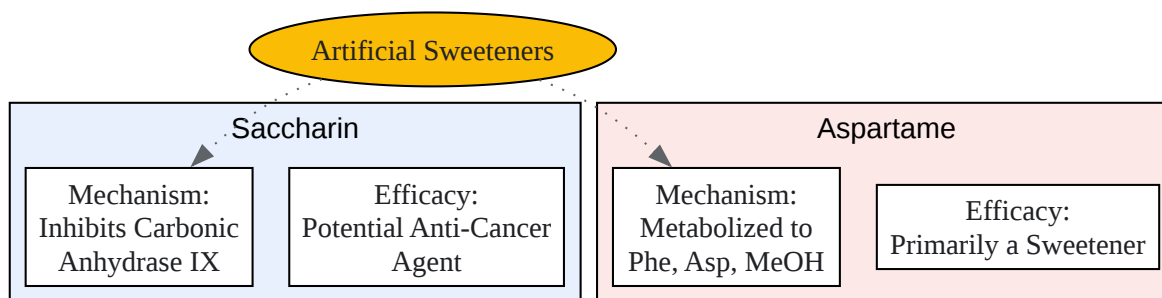 Artificial Sweeteners
Saccharin
Mechanism:
Inhibits Carbonic
Anhydrase IX
Efficacy:
Potential Anti-Cancer
Agent
Aspartame
Mechanism:
Metabolized to
Phe, Asp, MeOH
Efficacy:
Primarily a Sweetener